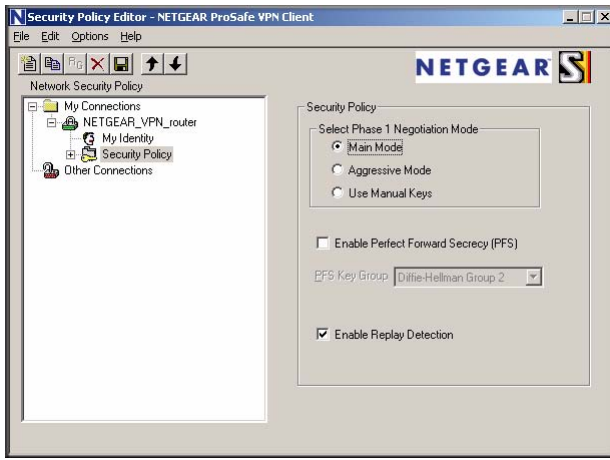 Security Policy Editor - NETGEAR ProSafe VPN Client
File Edit Options Help
NETGEAR
Network Security Policy
My Connections
NETGEAR_VPN_router
My Identity
Security Policy
Other Connections
Security Policy
Select Phase 1 Negotiation Mode
Main Mode
Aggressive Mode
Use Manual Keys
Enable Perfect Forward Secrecy (PFS)
PFS Key Group Diffie-Hellman Group 2
Enable Replay Detection